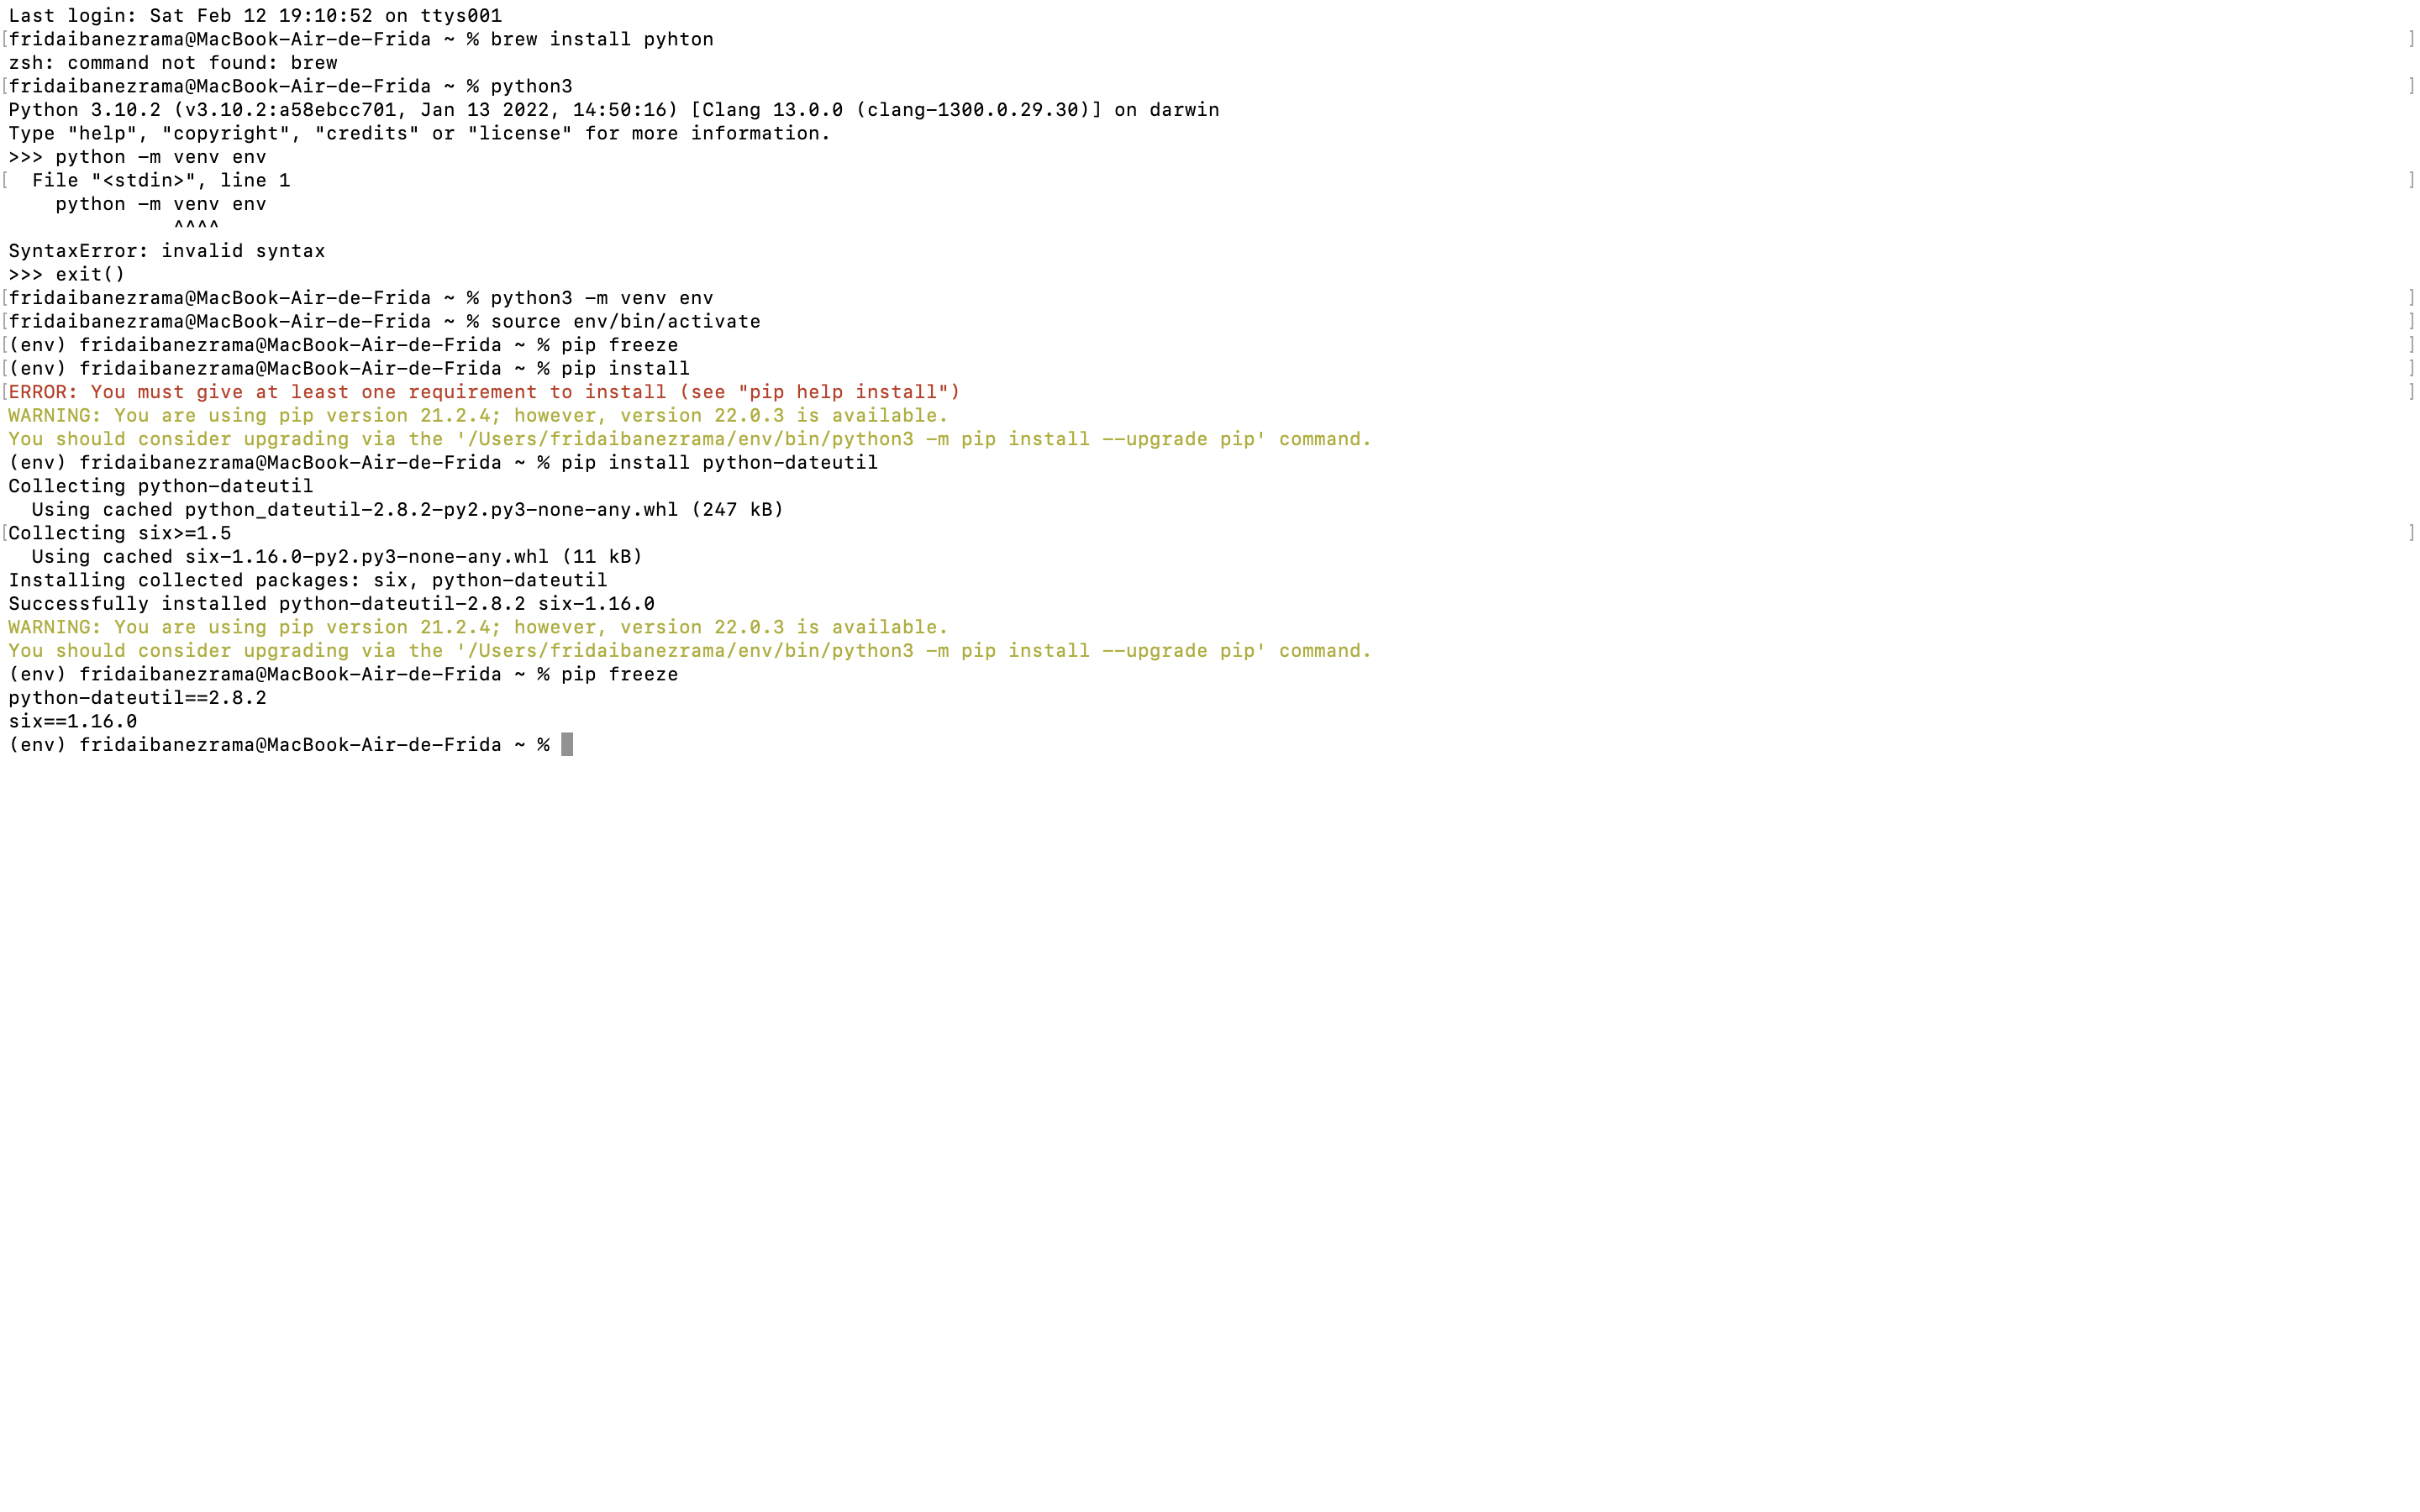 Last login: Sat Feb 12 19:10:52 on ttys001
[fridaibanezrama@MacBook-Air-de-Frida ~ % brew install pyhton ]
zsh: command not found: brew
[fridaibanezrama@MacBook-Air-de-Frida ~ % python3 ]
Python 3.10.2 (v3.10.2:a58ebcc701, Jan 13 2022, 14:50:16) [Clang 13.0.0 (clang-1300.0.29.30)] on darwin
Type "help", "copyright", "credits" or "license" for more information.
>>> python -m venv env
[  File "<stdin>", line 1 ]
    python -m venv env
              ^^^^
SyntaxError: invalid syntax
>>> exit()
[fridaibanezrama@MacBook-Air-de-Frida ~ % python3 -m venv env ]
[fridaibanezrama@MacBook-Air-de-Frida ~ % source env/bin/activate ]
[(env) fridaibanezrama@MacBook-Air-de-Frida ~ % pip freeze ]
[(env) fridaibanezrama@MacBook-Air-de-Frida ~ % pip install ]
[ERROR: You must give at least one requirement to install (see "pip help install") ]
WARNING: You are using pip version 21.2.4; however, version 22.0.3 is available.
You should consider upgrading via the '/Users/fridaibanezrama/env/bin/python3 -m pip install --upgrade pip' command.
(env) fridaibanezrama@MacBook-Air-de-Frida ~ % pip install python-dateutil
Collecting python-dateutil
  Using cached python_dateutil-2.8.2-py2.py3-none-any.whl (247 kB)
[Collecting six>=1.5 ]
  Using cached six-1.16.0-py2.py3-none-any.whl (11 kB)
Installing collected packages: six, python-dateutil
Successfully installed python-dateutil-2.8.2 six-1.16.0
WARNING: You are using pip version 21.2.4; however, version 22.0.3 is available.
You should consider upgrading via the '/Users/fridaibanezrama/env/bin/python3 -m pip install --upgrade pip' command.
(env) fridaibanezrama@MacBook-Air-de-Frida ~ % pip freeze
python-dateutil==2.8.2
six==1.16.0
(env) fridaibanezrama@MacBook-Air-de-Frida ~ %